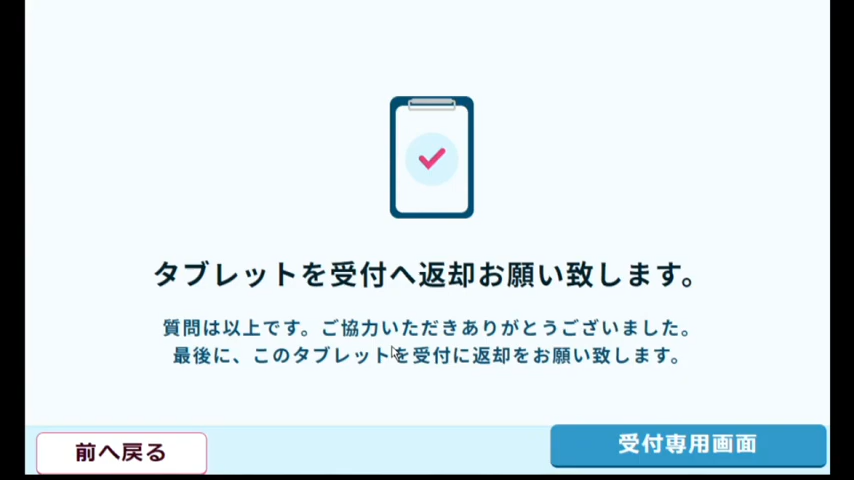 タブレットを受付へ返却お願い致します。
質問は以上です。ご協力いただきありがとうございました。
最後に、このタブレットを受付に返却をお願い致します。
前へ戻る
受付専用画面